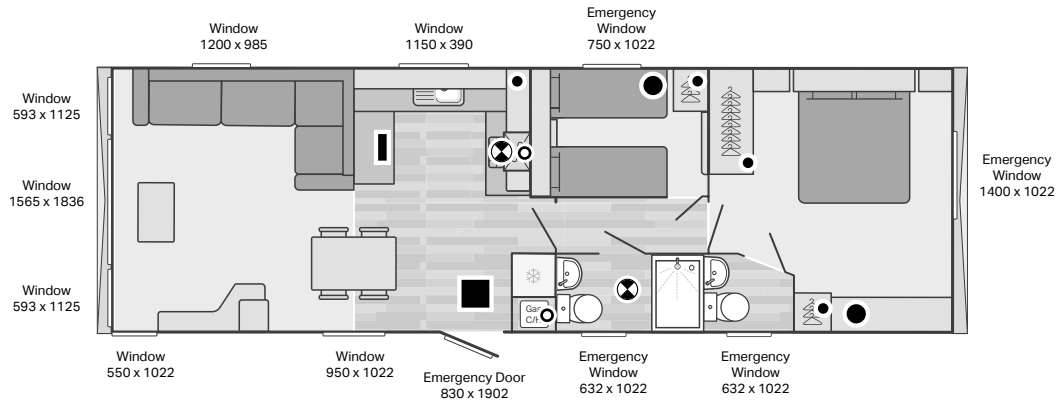 Window
1200 x 985
Window
1150 x 390
Emergency
Window
750 x 1022
Window
593 x 1125
Window
1565 x 1836
Window
593 x 1125
Emergency
Window
1400 x 1022
Gas
C/H
Window
550 x 1022
Window
950 x 1022
Emergency Door
830 x 1902
Emergency
Window
632 x 1022
Emergency
Window
632 x 1022